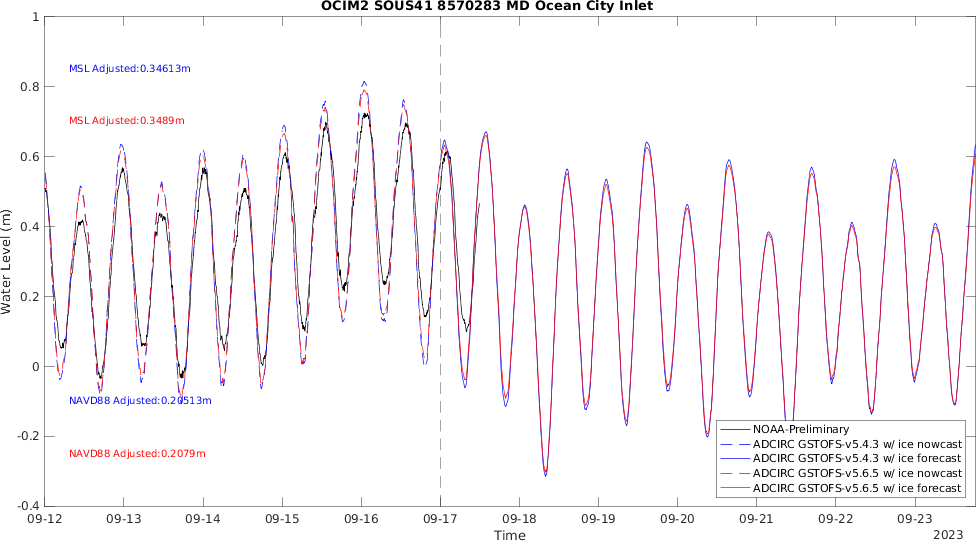 OCIM2 SOUS41 8570283 MD Ocean City Inlet
1
0.8
0.6
0.4
0.2
0
-0.2
-0.4
Water Level (m)
MSL Adjusted:0.34613m
MSL Adjusted:0.3489m
NAVD88 Adjusted:0.20513m
NAVD88 Adjusted:0.2079m
NOAA-Preliminary
ADCIRC GSTOFS-v5.4.3 w/ ice nowcast
ADCIRC GSTOFS-v5.4.3 w/ ice forecast
ADCIRC GSTOFS-v5.6.5 w/ ice nowcast
ADCIRC GSTOFS-v5.6.5 w/ ice forecast
09-12 09-13 09-14 09-15 09-16 09-17 09-18 09-19 09-20 09-21 09-22 09-23
Time
2023